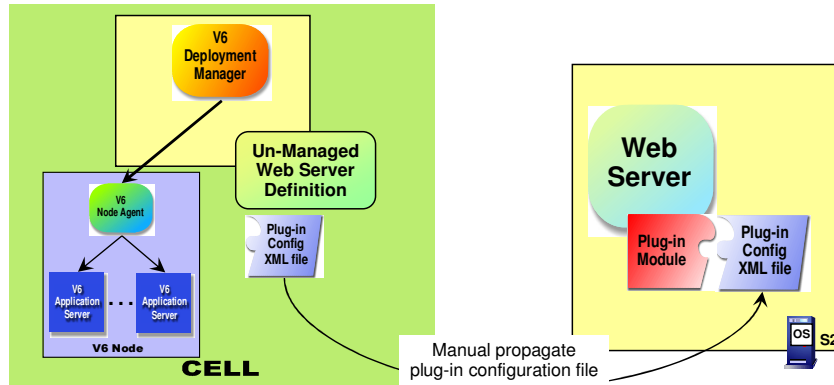 V6
Deployment
Manager
Un-Managed
Web Server
Definition
V6
Node Agent
Plug-in
Config
XML file
V6
Application
Server
. . .
V6
Application
Server
V6 Node
CELL
Manual propagate
plug-in configuration file
Web
Server
Plug-in
Module
Plug-in
Config
XML file
OS
S2